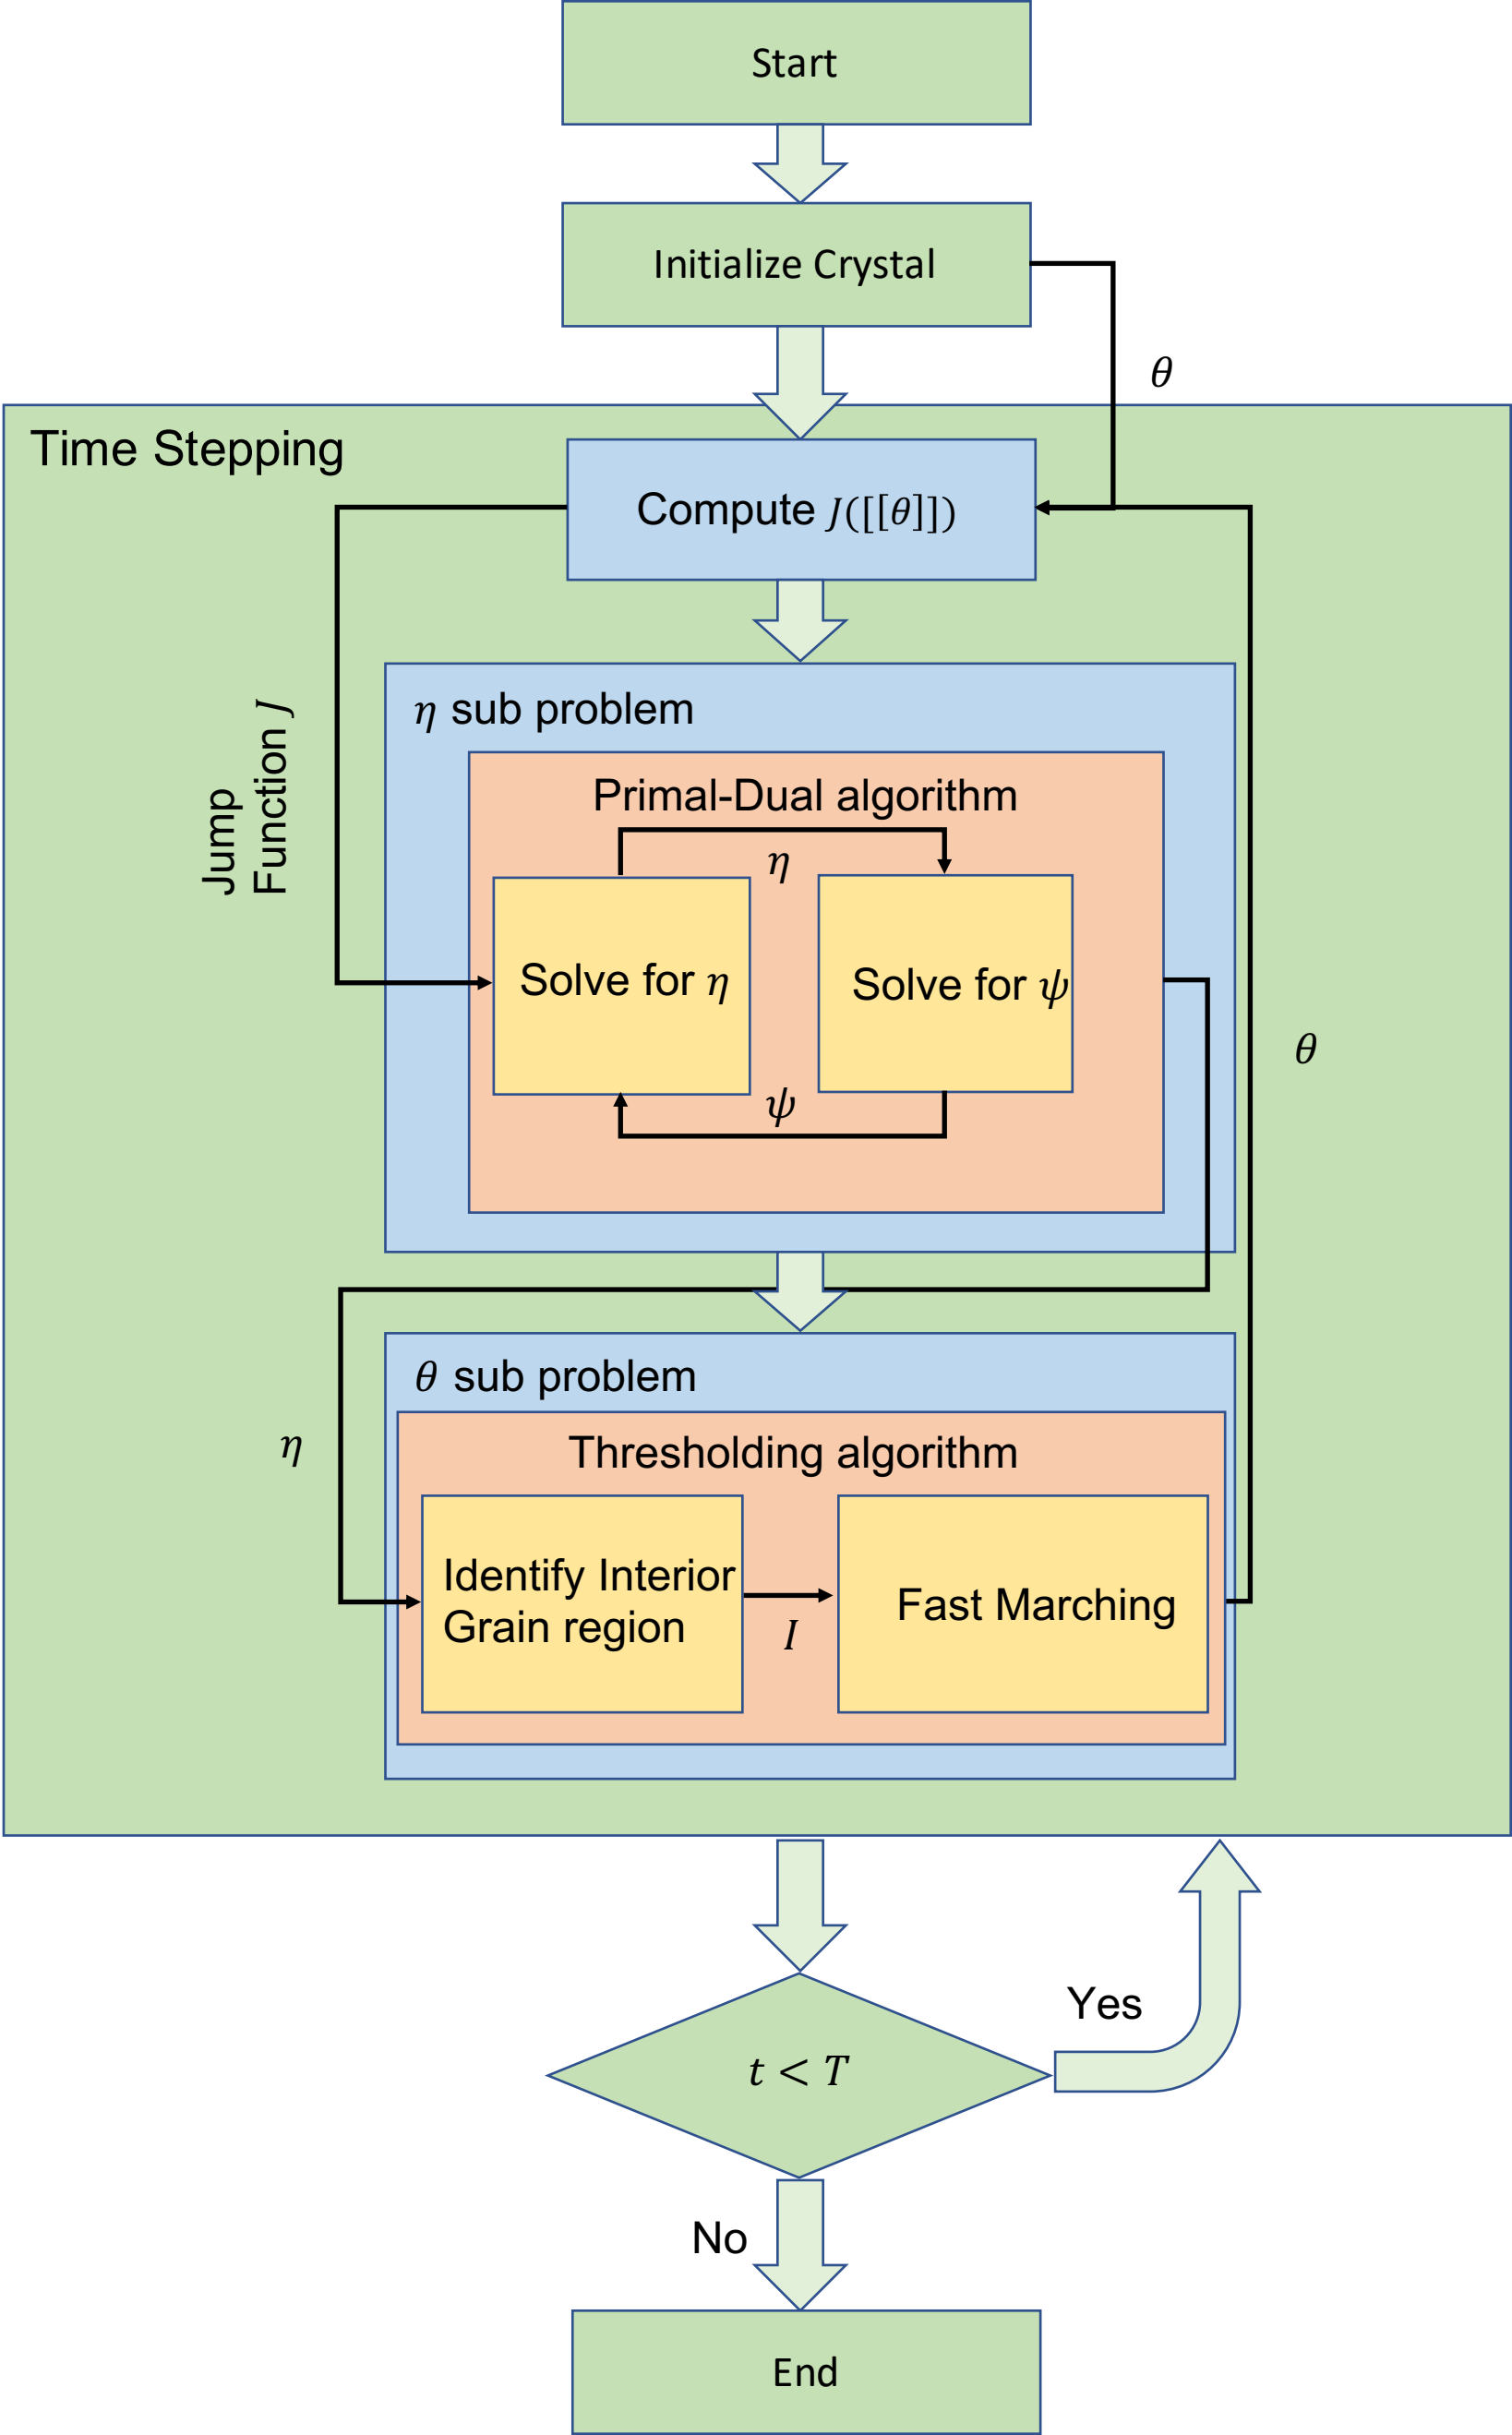 Start
Initialize Crystal
θ
Time Stepping
Compute J([[θ]])
Jump
Function J
η sub problem
Primal-Dual algorithm
η
Solve for η
Solve for ψ
ψ
θ
θ sub problem
η
Thresholding algorithm
Identify Interior
Grain region
I
Fast Marching
Yes
t < T
No
End